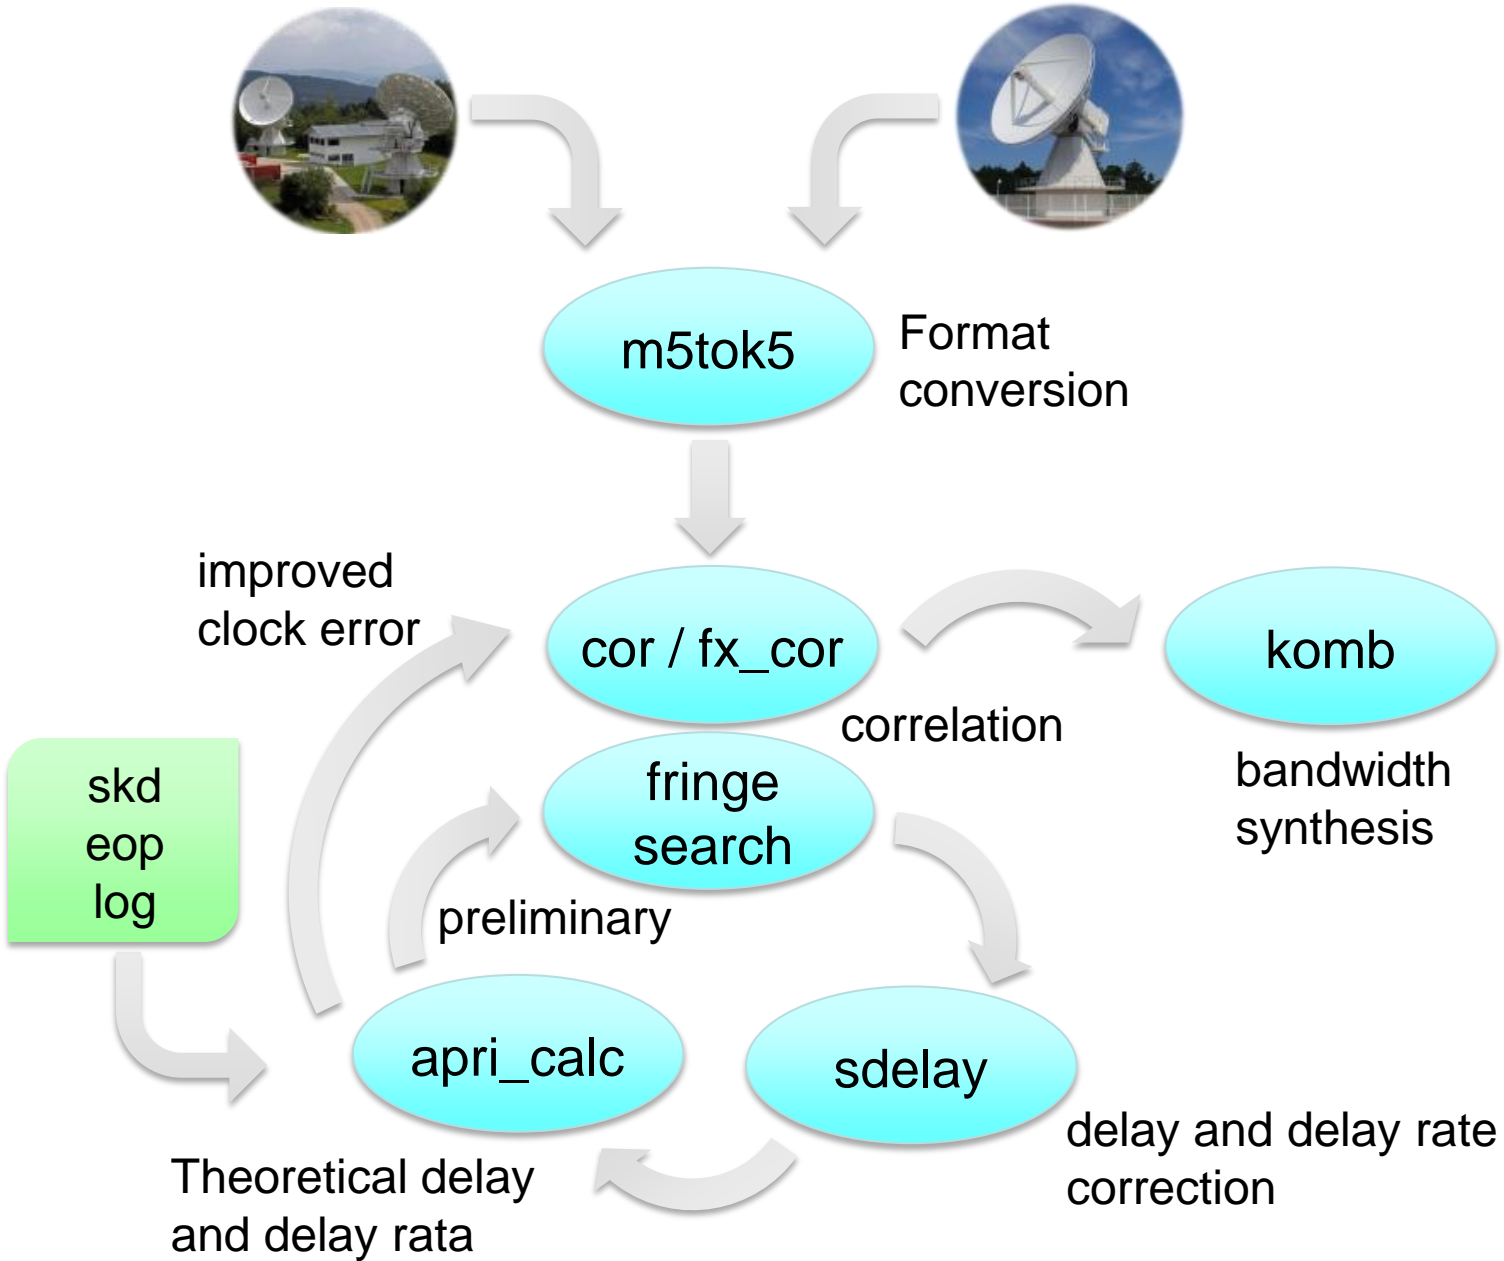 m5tok5
Format
conversion
improved
clock error
cor / fx_cor
komb
correlation
bandwidth
synthesis
skd
eop
log
fringe
search
preliminary
apri_calc
sdelay
delay and delay rate
correction
Theoretical delay
and delay rata